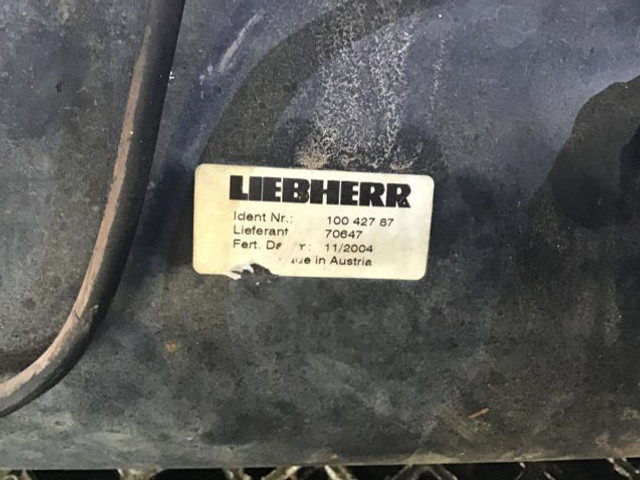 LIEBHERR
Ident Nr.: 100 427 87
Lieferant 70647
Fert. 11/2004
in Austria